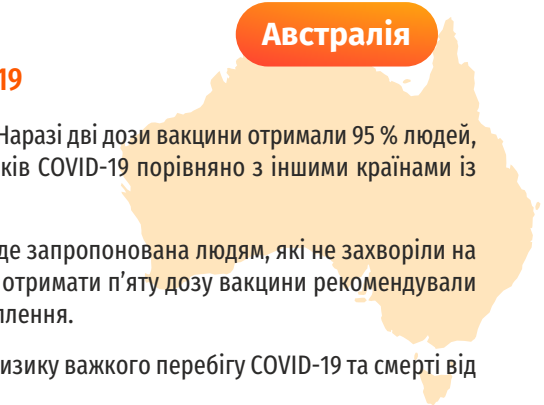 Австралія
19
Наразі дві дози вакцини отримали 95 % людей,
ків COVID-19 порівняно з іншими країнами із
де запропонована людям, які не захворіли на
отримати п’яту дозу вакцини рекомендували
плення.
изику важкого перебігу COVID-19 та смерті від